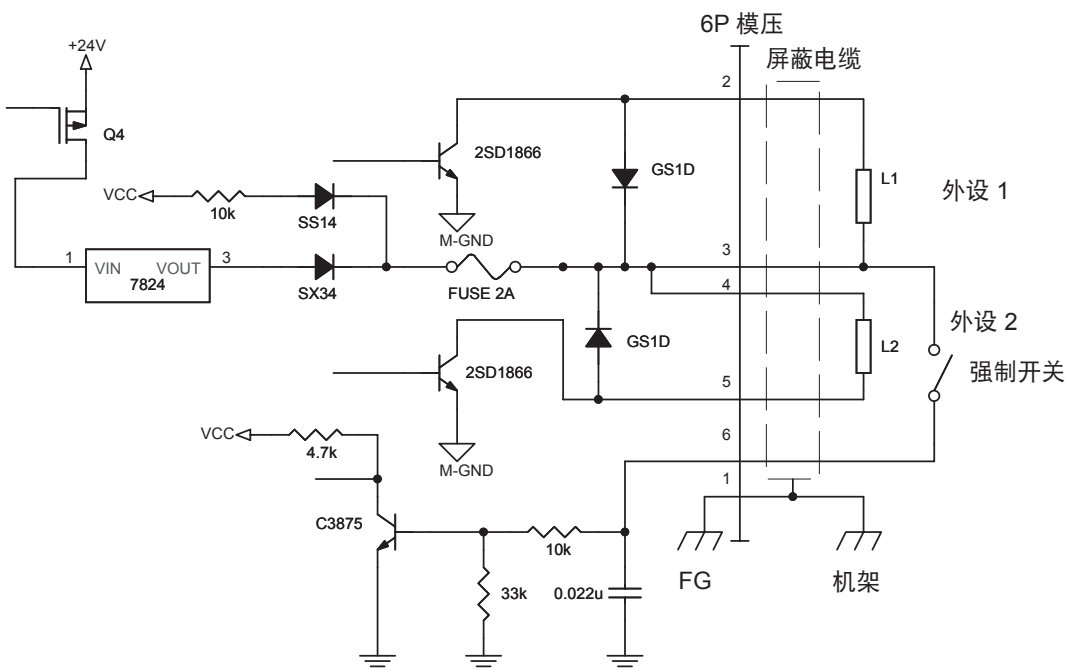 6P 模压
屏蔽电缆
+24V
2
Q4
2SD1866
GS1D
L1
外设 1
VCC
10k
SS14
M-GND
1
VIN
VOUT
3
7824
SX34
FUSE 2A
3
4
外设 2
GS1D
L2
强制开关
2SD1866
5
VCC
4.7k
M-GND
6
1
C3875
10k
33k
0.022u
FG
机架